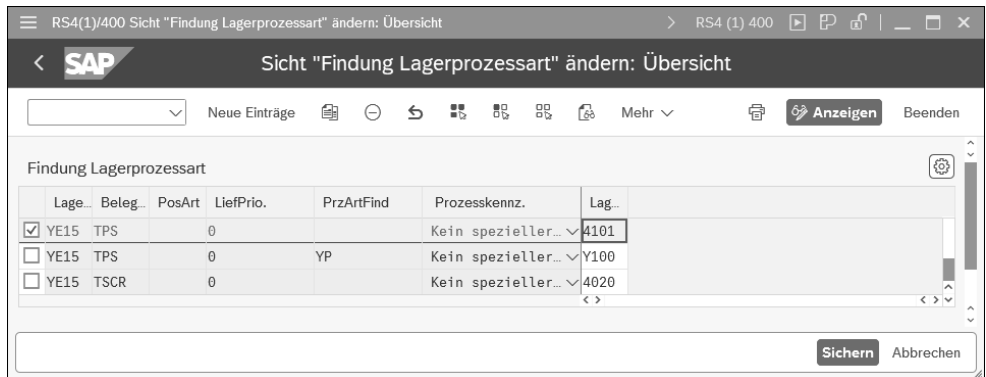 RS4(1)/400 Sicht "Findung Lagerprozessart" ändern: Übersicht RS4 (1) 400
SAP Sicht "Findung Lagerprozessart" ändern: Übersicht
Neue Einträge Mehr Anzeigen Beenden
Findung Lagerprozessart
Lage... Beleg... PosArt LiefPrio. PrzArtFind Prozesskennz. Lag...
YE15 TPS 0 Kein spezieller… 4101
YE15 TPS 0 YP Kein spezieller… Y100
YE15 TSCR 0 Kein spezieller… 4020
Sichern Abbrechen